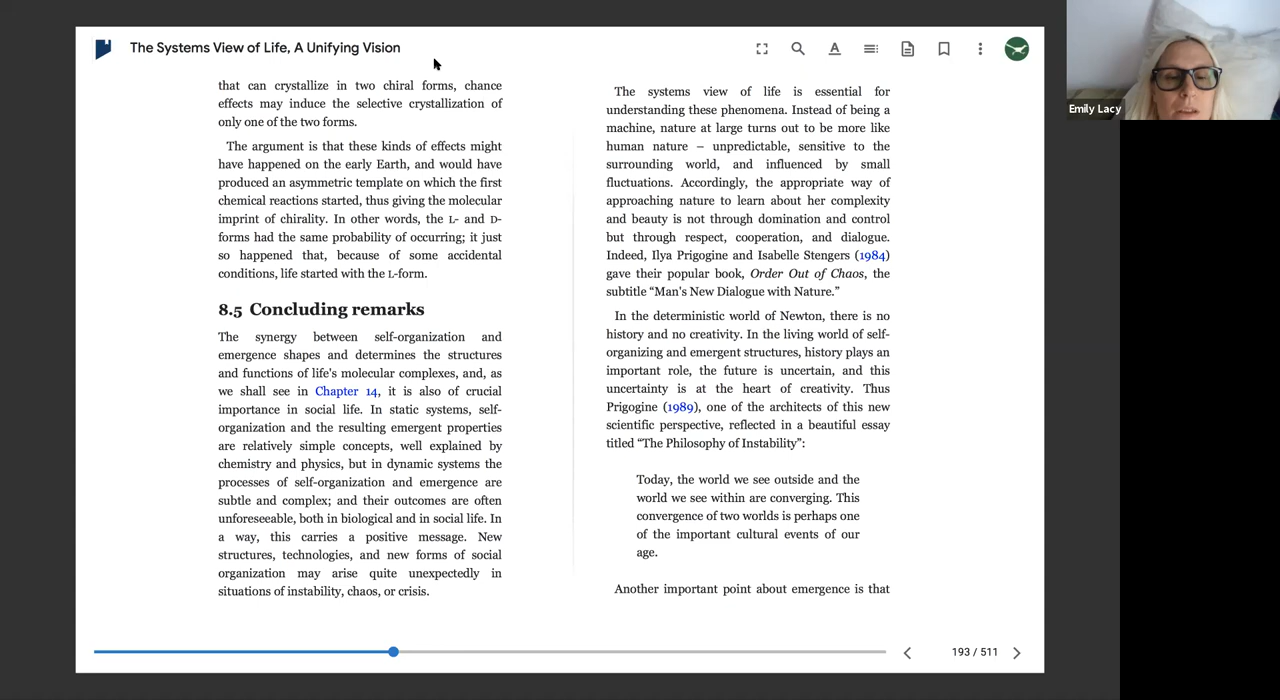 The Systems View of Life, A Unifying Vision
Emily Lacy
that can crystallize in two chiral forms, chance
effects may induce the selective crystallization of
only one of the two forms.
The argument is that these kinds of effects might
have happened on the early Earth, and would have
produced an asymmetric template on which the first
chemical reactions started, thus giving the molecular
imprint of chirality. In other words, the L- and D-
forms had the same probability of occurring; it just
so happened that, because of some accidental
conditions, life started with the L-form.
8.5 Concluding remarks
The synergy between self-organization and
emergence shapes and determines the structures
and functions of life's molecular complexes, and, as
we shall see in Chapter 14, it is also of crucial
importance in social life. In static systems, self-
organization and the resulting emergent properties
are relatively simple concepts, well explained by
chemistry and physics, but in dynamic systems the
processes of self-organization and emergence are
subtle and complex; and their outcomes are often
unforeseeable, both in biological and in social life. In
a way, this carries a positive message. New
structures, technologies, and new forms of social
organization may arise quite unexpectedly in
situations of instability, chaos, or crisis.
The systems view of life is essential for
understanding these phenomena. Instead of being a
machine, nature at large turns out to be more like
human nature – unpredictable, sensitive to the
surrounding world, and influenced by small
fluctuations. Accordingly, the appropriate way of
approaching nature to learn about her complexity
and beauty is not through domination and control
but through respect, cooperation, and dialogue.
Indeed, Ilya Prigogine and Isabelle Stengers (1984)
gave their popular book, Order Out of Chaos, the
subtitle “Man's New Dialogue with Nature.”
In the deterministic world of Newton, there is no
history and no creativity. In the living world of self-
organizing and emergent structures, history plays an
important role, the future is uncertain, and this
uncertainty is at the heart of creativity. Thus
Prigogine (1989), one of the architects of this new
scientific perspective, reflected in a beautiful essay
titled “The Philosophy of Instability”:
Today, the world we see outside and the
world we see within are converging. This
convergence of two worlds is perhaps one
of the important cultural events of our
age.
Another important point about emergence is that
193 / 511